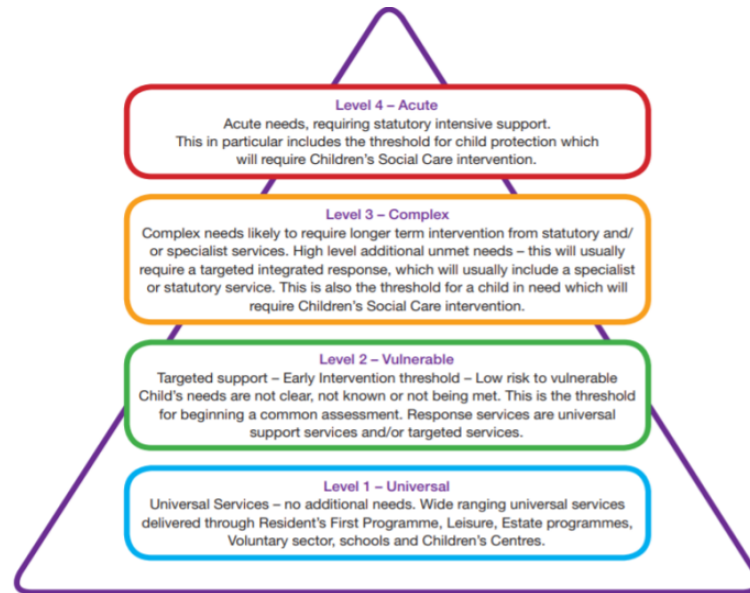 Level 4 – Acute
Acute needs, requiring statutory intensive support.
This in particular includes the threshold for child protection which
will require Children's Social Care intervention.
Level 3 – Complex
Complex needs likely to require longer term intervention from statutory and/
or specialist services. High level additional unmet needs – this will usually
require a targeted integrated response, which will usually include a specialist
or statutory service. This is also the threshold for a child in need which will
require Children's Social Care intervention.
Level 2 – Vulnerable
Targeted support – Early Intervention threshold – Low risk to vulnerable
Child's needs are not clear, not known or not being met. This is the threshold
for beginning a common assessment. Response services are universal
support services and/or targeted services.
Level 1 – Universal
Universal Services – no additional needs. Wide ranging universal services
delivered through Resident's First Programme, Leisure, Estate programmes,
Voluntary sector, schools and Children's Centres.